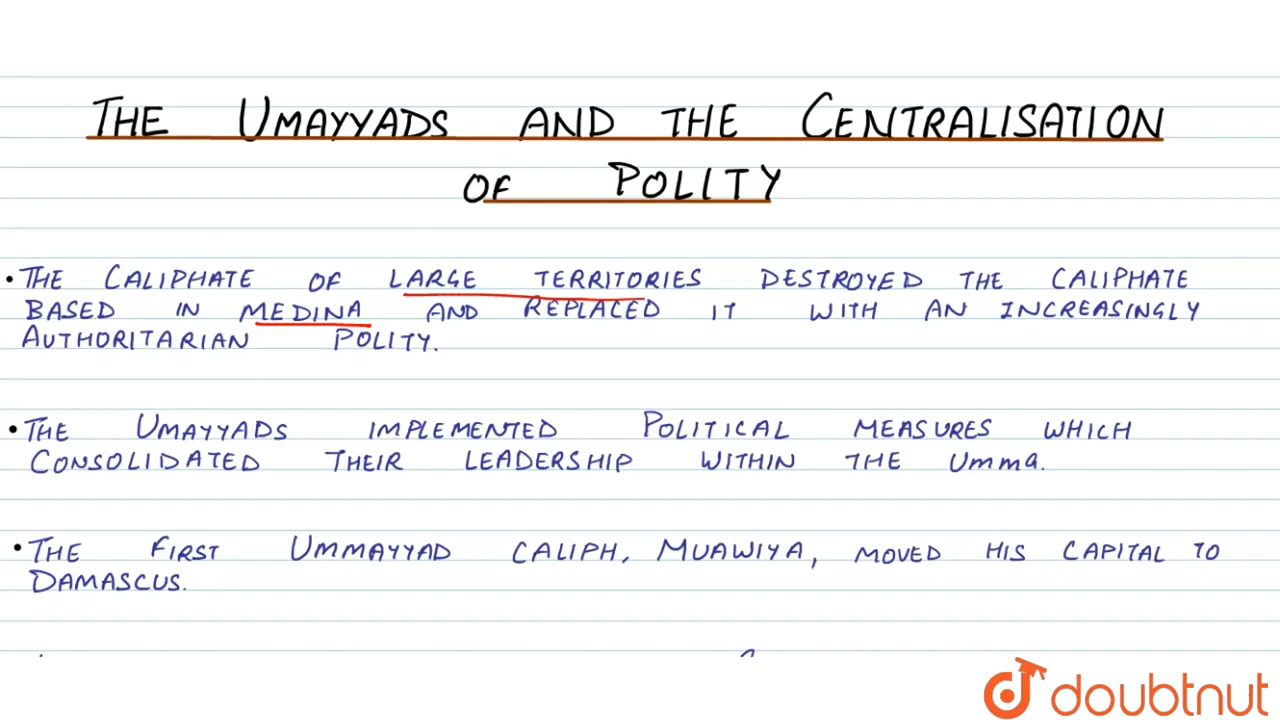 THE UMAYYADS AND THE CENTRALISATION
OF POLITY
• THE CALIPHATE OF LARGE TERRITORIES DESTROYED THE CALIPHATE
BASED IN MEDINA AND REPLACED IT WITH AN INCREASINGLY
AUTHORITARIAN POLITY.
• THE UMAYYADS IMPLEMENTED POLITICAL MEASURES WHICH
CONSOLIDATED THEIR LEADERSHIP WITHIN THE UMMA.
• THE FIRST UMMAYYAD CALIPH, MUAWIYA, MOVED HIS CAPITAL TO
DAMASCUS.
doubtnut